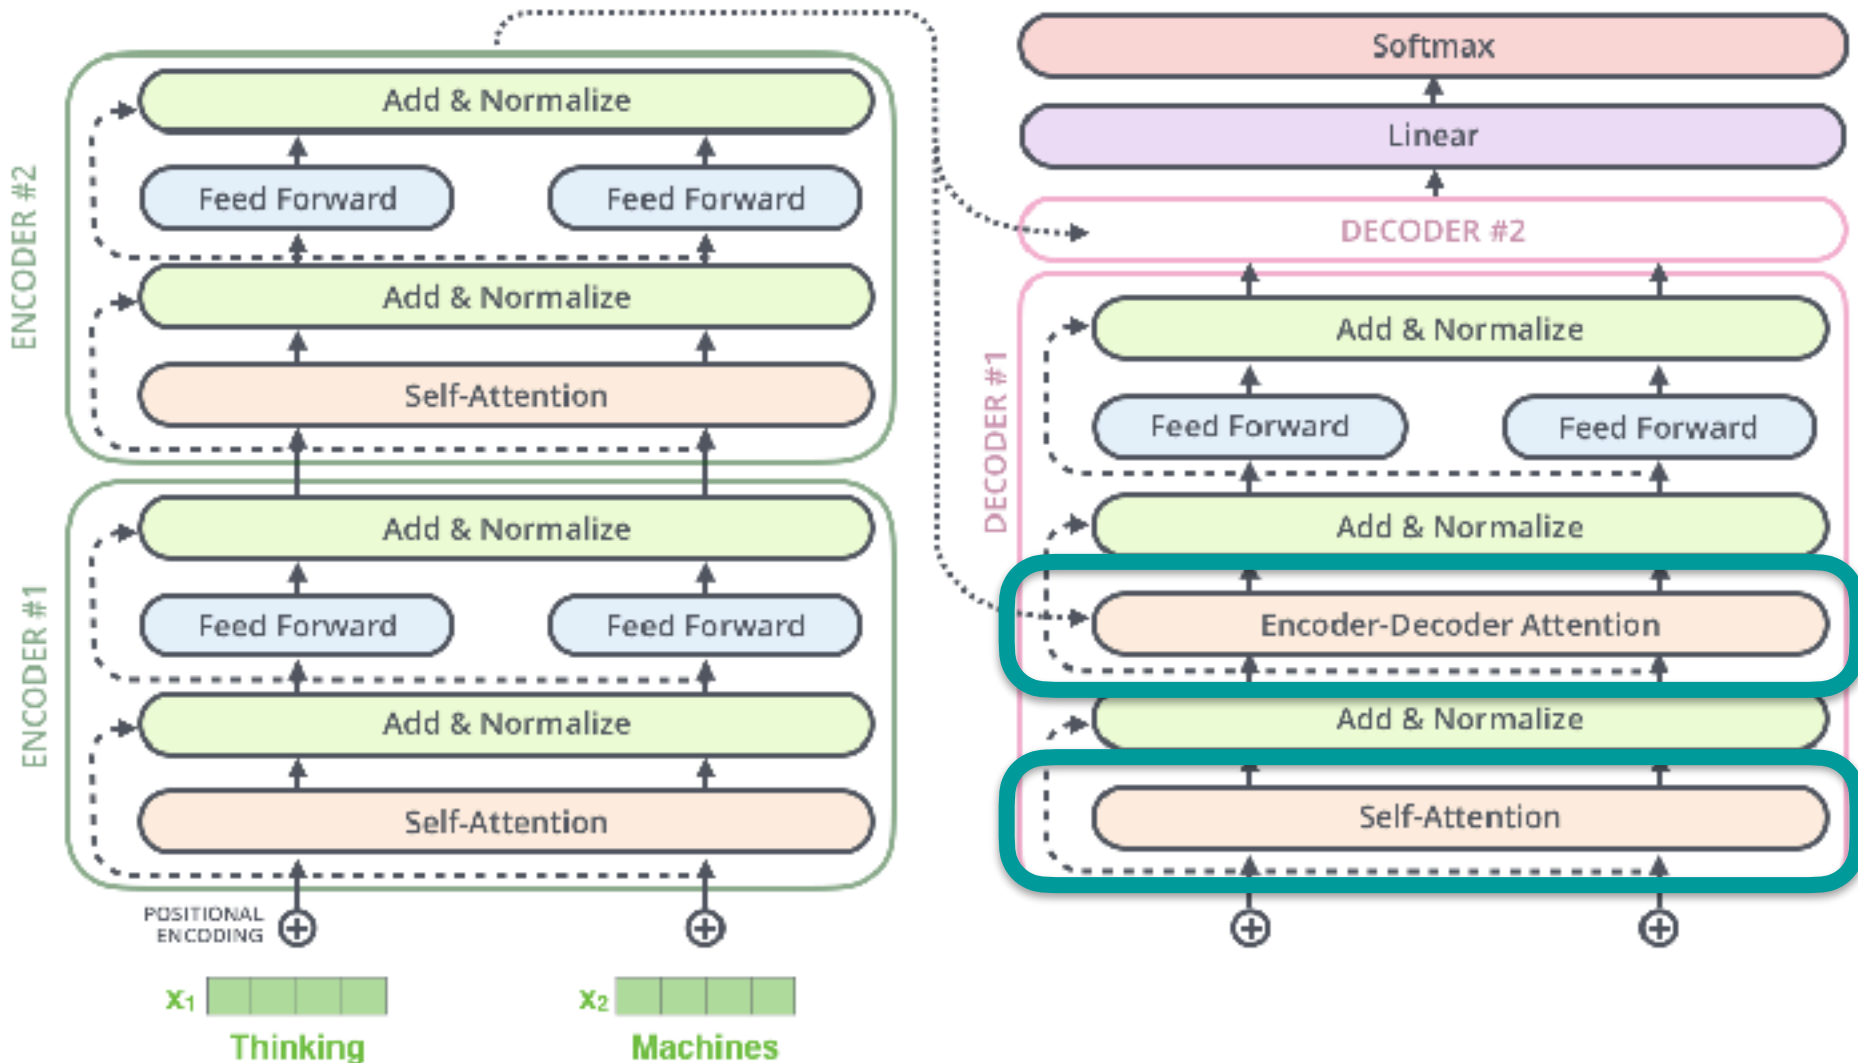 ENCODER #2
Add & Normalize
Feed Forward
Feed Forward
Add & Normalize
Self-Attention
ENCODER #1
Add & Normalize
Feed Forward
Feed Forward
Add & Normalize
Self-Attention
POSITIONAL
ENCODING
x1
x2
Thinking
Machines
Softmax
Linear
DECODER #2
DECODER #1
Add & Normalize
Feed Forward
Feed Forward
Add & Normalize
Encoder-Decoder Attention
Add & Normalize
Self-Attention